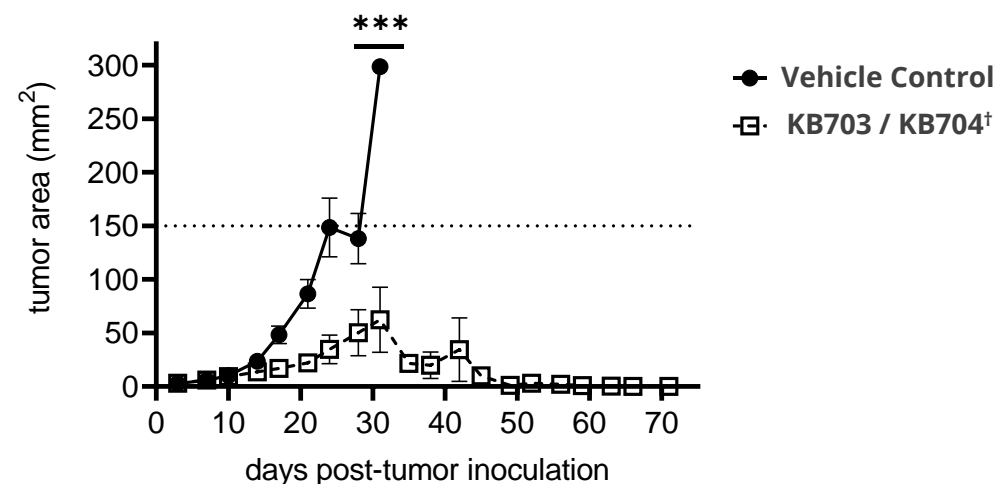 ***
300
250
200
150
100
50
0
tumor area (mm²)
0 10 20 30 40 50 60 70
days post-tumor inoculation
Vehicle Control
KB703 / KB704†